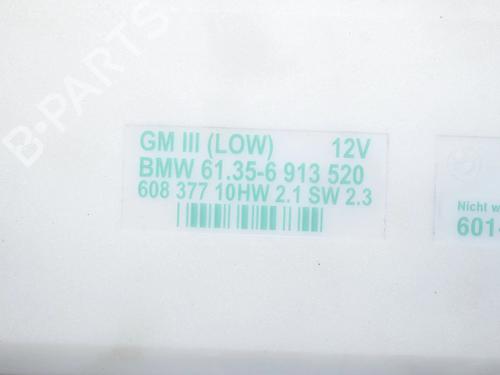 B-PARTS
GM III (LOW) 12V
BMW 61.35-6 913 520
608 377 10HW 2.1 SW 2.3
Nicht
601